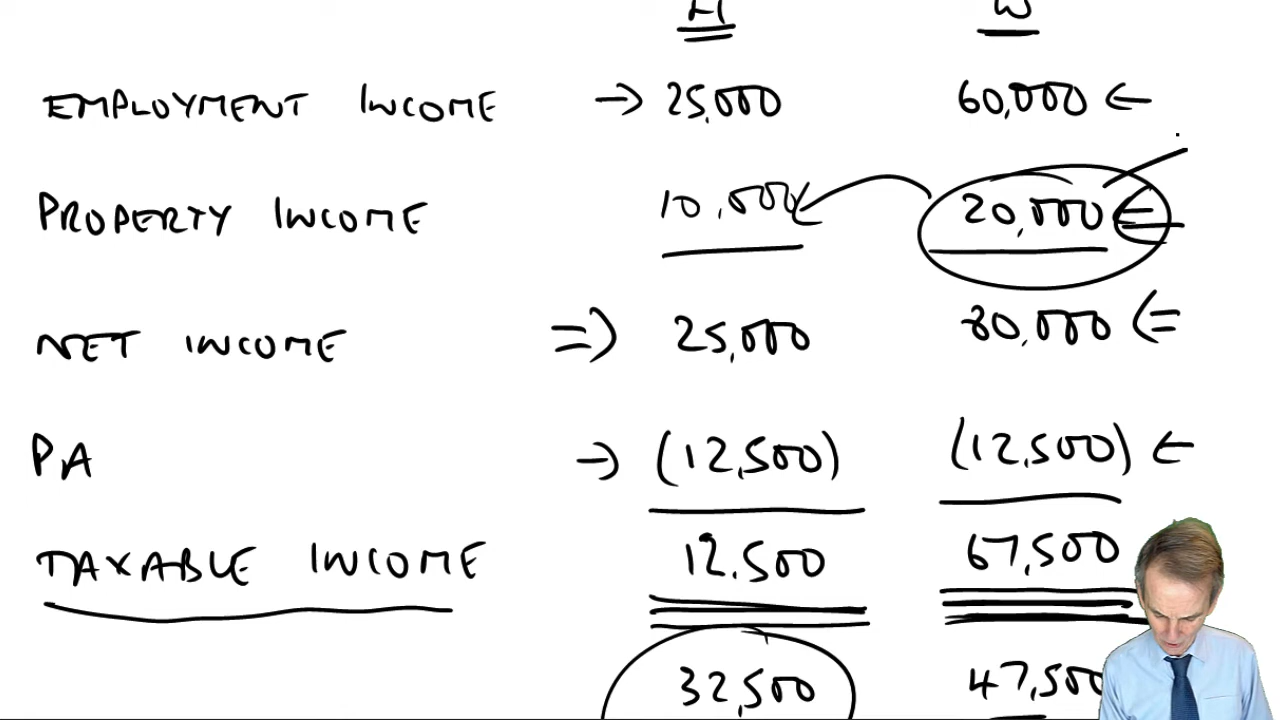 H W
EMPLOYMENT INCOME → 25,000 60,000 ←
PROPERTY INCOME 10,000 20,000
NET INCOME ⇒ 25,000 80,000 ⇐
PA → (12,500) (12,500) ←
TAXABLE INCOME 12,500 67,500
32,500 47,500